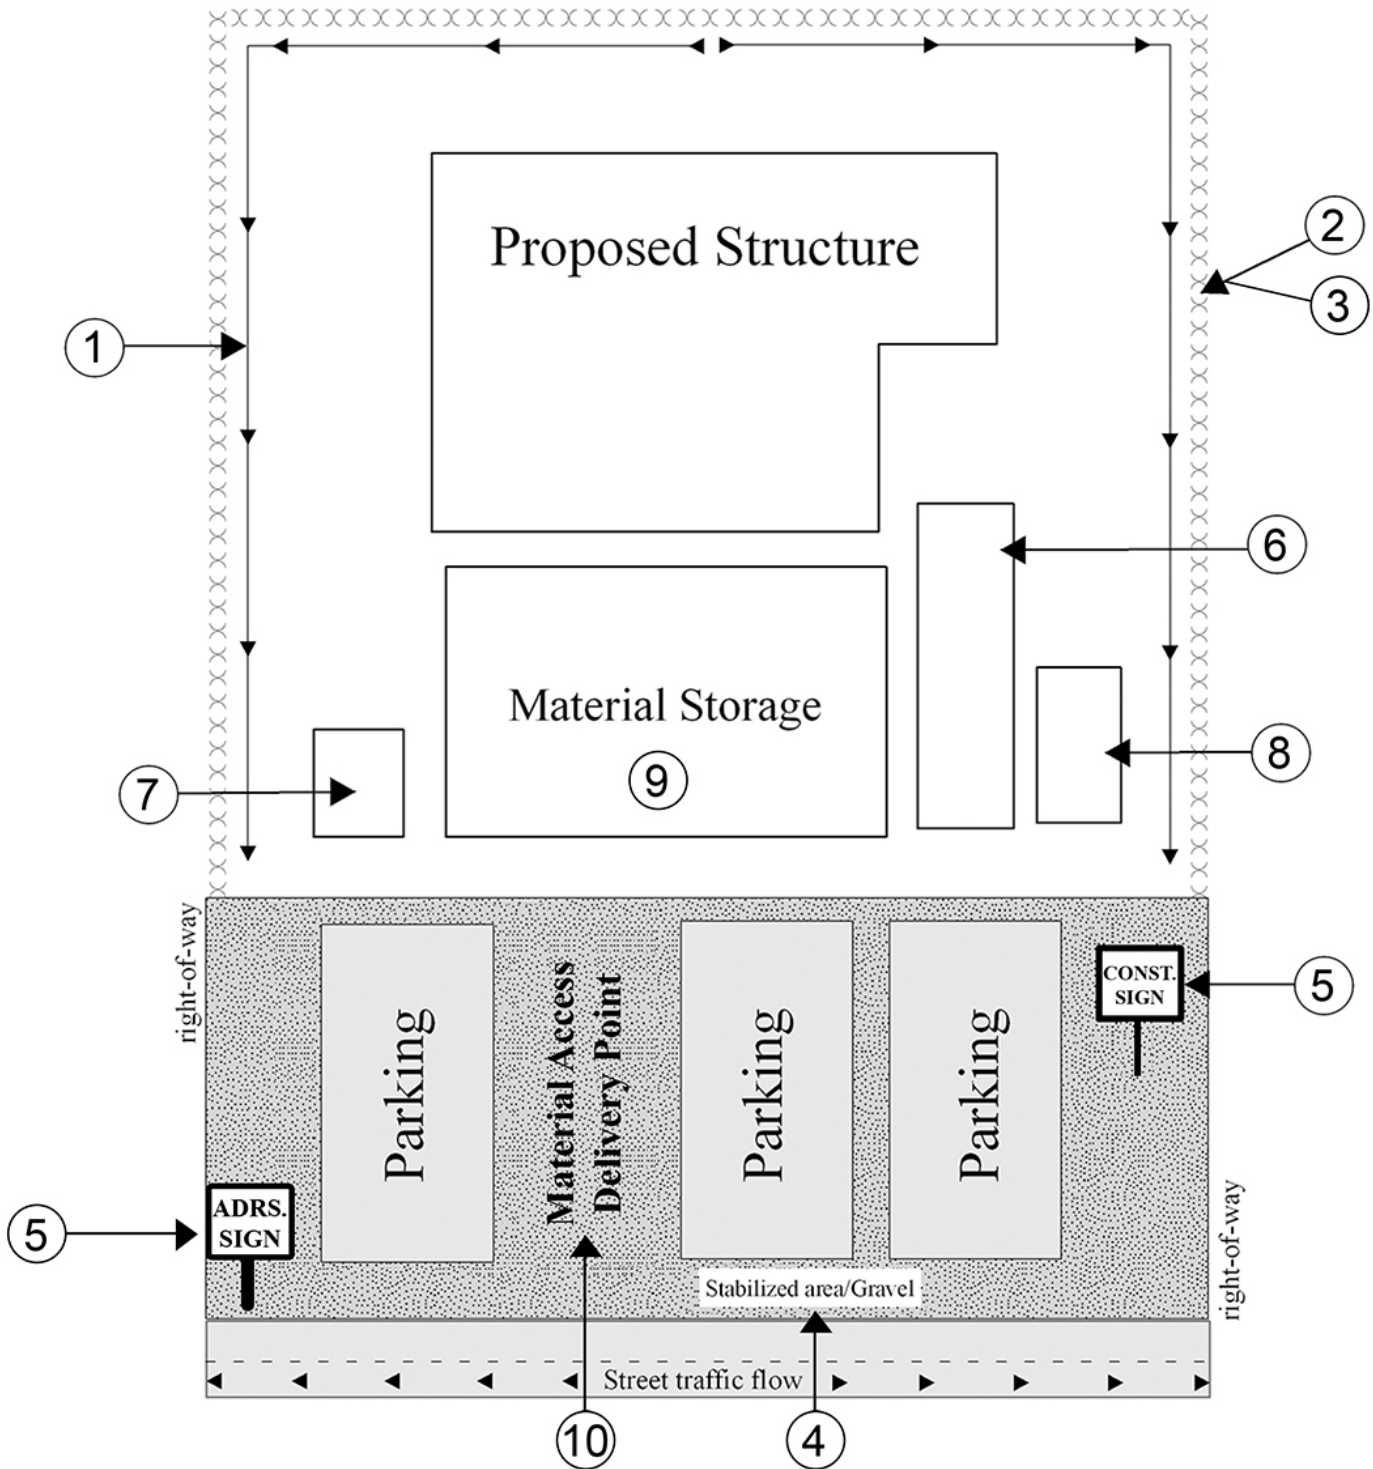 2
Proposed Structure
3
1
6
Material Storage
8
9
7
right-of-way
CONST.
SIGN
5
Parking
Material Access
Delivery Point
Parking
Parking
ADRS.
SIGN
5
right-of-way
Stabilized area/Gravel
Street traffic flow
10
4